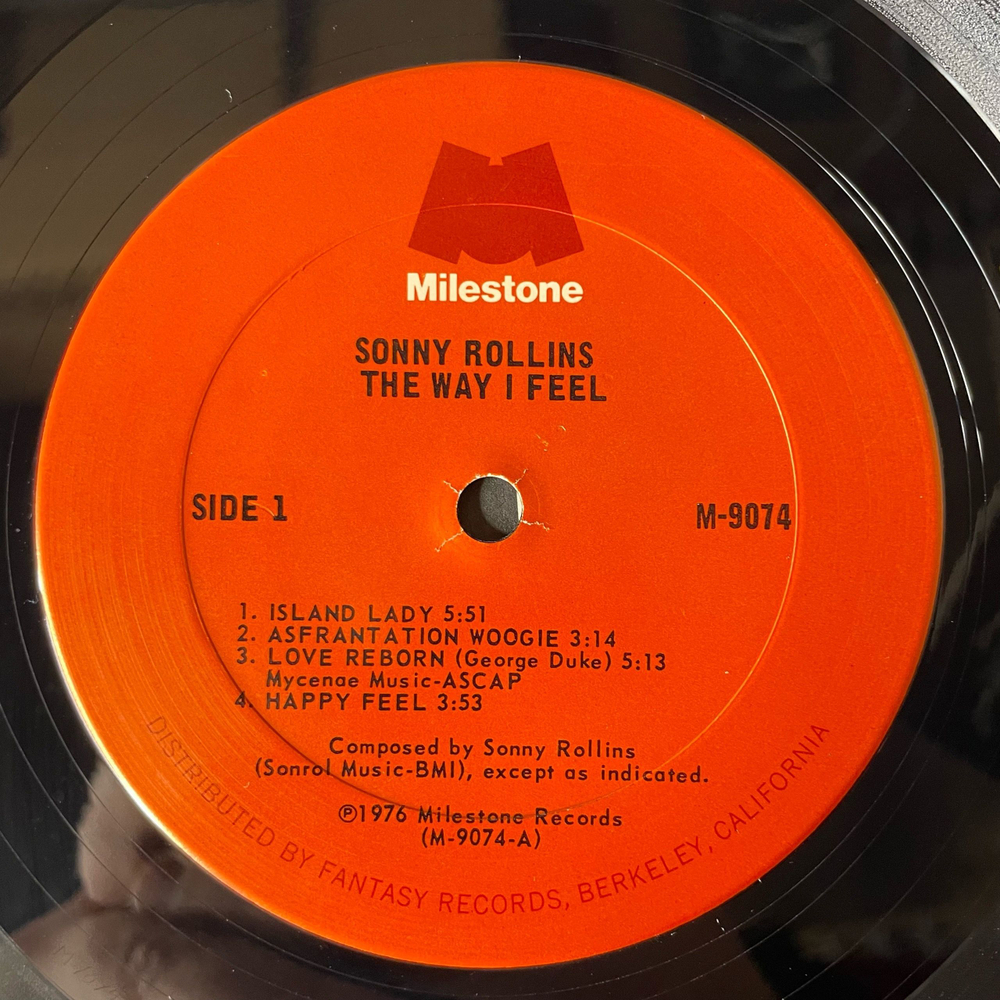 Milestone
SONNY ROLLINS
THE WAY I FEEL
SIDE 1
M-9074
1. ISLAND LADY 5:51
2. ASFRANTATION WOOGIE 3:14
3. LOVE REBORN (George Duke) 5:13
Mycenae Music-ASCAP
4. HAPPY FEEL 3:53
Composed by Sonny Rollins
(Sonrol Music-BMI), except as indicated.
℗1976 Milestone Records
(M-9074-A)
DISTRIBUTED BY FANTASY RECORDS, BERKELEY, CALIFORNIA